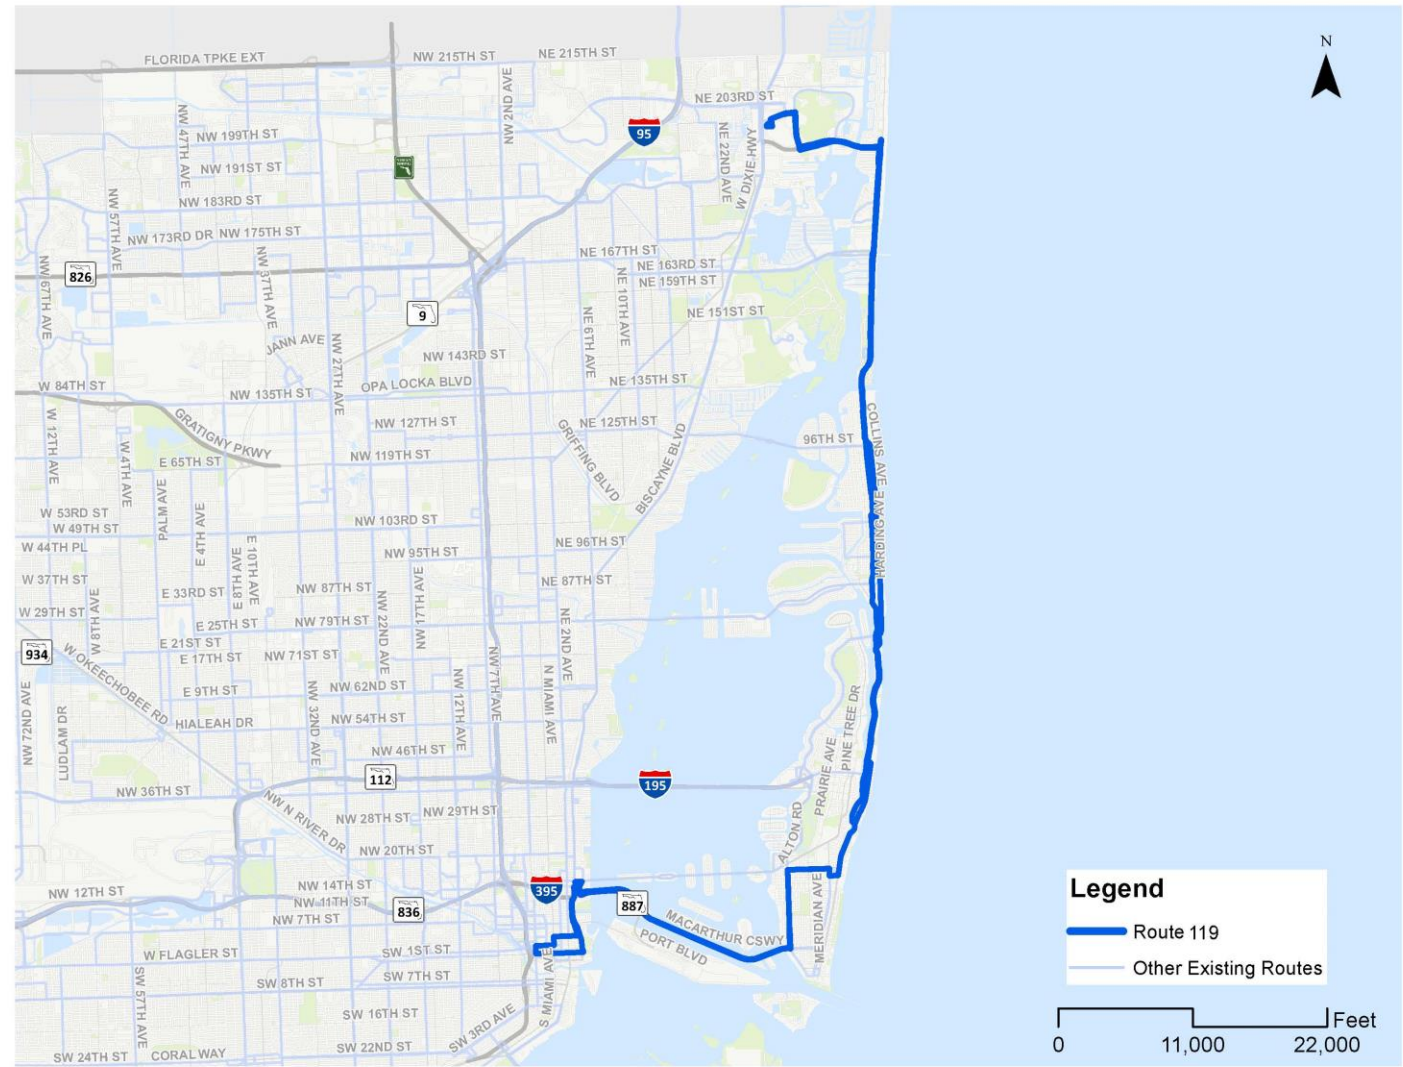 N
FLORIDA TPKE EXT
NW 215TH ST
NE 215TH ST
NW 2ND AVE
NE 203RD ST
NW 47TH AVE
NW 199TH ST
95
NE 22ND AVE
W DIXIE HWY
NW 191ST ST
NW 57TH AVE
NW 183RD ST
NW 173RD DR
NW 175TH ST
NW 37TH AVE
NE 167TH ST
NE 163RD ST
NE 159TH ST
NW 67TH AVE
826
NE 10TH AVE
9
NE 6TH AVE
NE 151ST ST
JANN AVE
NW 27TH AVE
NW 143RD ST
W 84TH ST
NW 135TH ST
OPA LOCKA BLVD
NE 135TH ST
W 12TH AVE
GRATIGNY PKWY
NW 127TH ST
NE 125TH ST
GRIFFING BLVD
BISCAYNE BLVD
96TH ST
COLLINS AVE
W 4TH AVE
E 65TH ST
NW 119TH ST
PALM AVE
E 4TH AVE
W 53RD ST
W 49TH ST
NW 103RD ST
HARDING AVE
W 44TH PL
E 8TH AVE
E 10TH AVE
NW 95TH ST
NE 96TH ST
W 37TH ST
E 33RD ST
NW 87TH ST
NW 17TH AVE
NE 87TH ST
W 29TH ST
W 8TH AVE
E 25TH ST
NW 79TH ST
NW 22ND AVE
NE 2ND AVE
934
E 21ST ST
E 17TH ST
NW 71ST ST
W OKEECHOBEE RD
E 9TH ST
NW 62ND ST
NW 32ND AVE
NW 12TH AVE
NW 7TH AVE
N MIAMI AVE
NW 72ND AVE
LUDLAM DR
HIALEAH DR
NW 54TH ST
PINE TREE DR
NW 46TH ST
PRAIRIE AVE
112
195
NW 36TH ST
NW N RIVER DR
NW 28TH ST
NW 29TH ST
ALTON RD
NW 20TH ST
NW 12TH ST
NW 14TH ST
NW 11TH ST
395
836
887
NW 7TH ST
MACARTHUR CSWY
PORT BLVD
MERIDIAN AVE
W FLAGLER ST
SW 1ST ST
SW 57TH AVE
SW 8TH ST
SW 7TH ST
S MIAMI AVE
SW 16TH ST
SW 3RD AVE
SW 24TH ST
CORAL WAY
SW 22ND ST
Legend
Route 119
Other Existing Routes
Feet
0 11,000 22,000